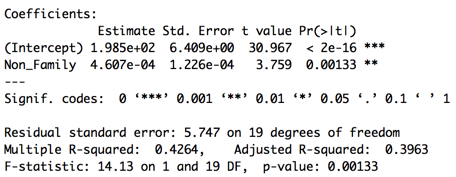 Coefficients:
Estimate Std. Error t value Pr(>|t|)
(Intercept) 1.985e+02 6.409e+00 30.967 < 2e-16 ***
Non_Family 4.607e-04 1.226e-04 3.759 0.00133 **
---
Signif. codes: 0 ‘***’ 0.001 ‘**’ 0.01 ‘*’ 0.05 ‘.’ 0.1 ‘ ’ 1
Residual standard error: 5.747 on 19 degrees of freedom
Multiple R-squared: 0.4264, Adjusted R-squared: 0.3963
F-statistic: 14.13 on 1 and 19 DF, p-value: 0.00133